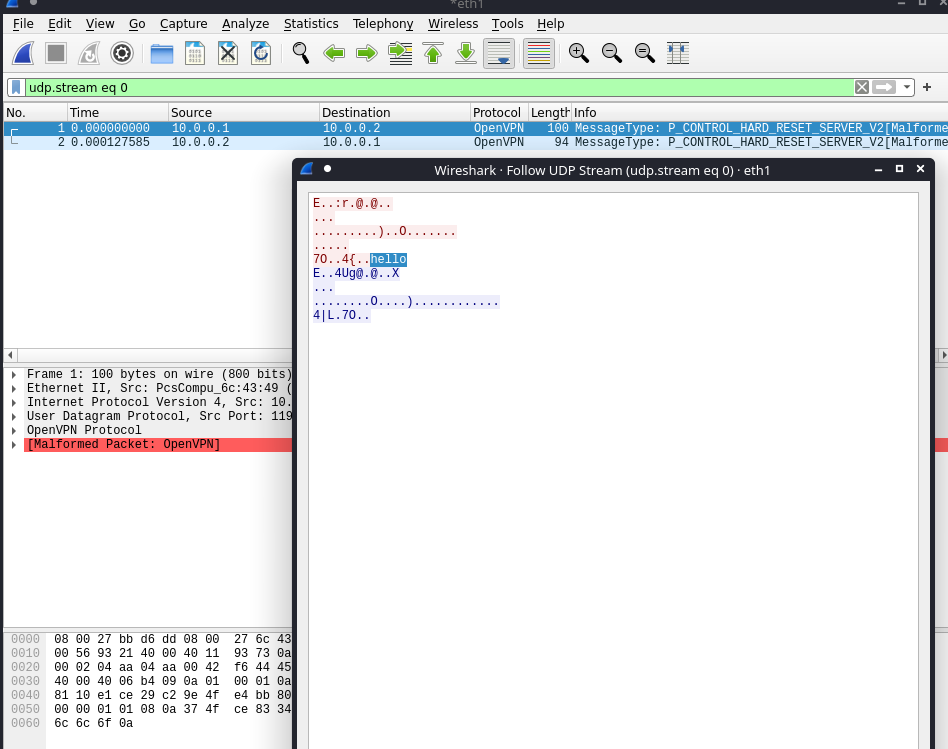 *eth1
File Edit View Go Capture Analyze Statistics Telephony Wireless Tools Help
udp.stream eq 0
No. Time Source Destination Protocol Length Info
1 0.000000000 10.0.0.1 10.0.0.2 OpenVPN 100 MessageType: P_CONTROL_HARD_RESET_SERVER_V2[Malforme
2 0.000127585 10.0.0.2 10.0.0.1 OpenVPN 94 MessageType: P_CONTROL_HARD_RESET_SERVER_V2[Malforme
Wireshark · Follow UDP Stream (udp.stream eq 0) · eth1
E..:r.@.@..
...
.........)..O.......
.....
7O..4{..hello
E..4Ug@.@..X
...
........O....)............
4|L.7O..
Frame 1: 100 bytes on wire (800 bits)
Ethernet II, Src: PcsCompu_6c:43:49 (
Internet Protocol Version 4, Src: 10.
User Datagram Protocol, Src Port: 119
OpenVPN Protocol
[Malformed Packet: OpenVPN]
0000 08 00 27 bb d6 dd 08 00 27 6c 43
0010 00 56 93 21 40 00 40 11 93 73 0a
0020 00 02 04 aa 04 aa 00 42 f6 44 45
0030 40 00 40 06 b4 09 0a 01 00 01 0a
0040 81 10 e1 ce 29 c2 9e 4f e4 bb 80
0050 00 00 01 01 08 0a 37 4f ce 83 34
0060 6c 6c 6f 0a